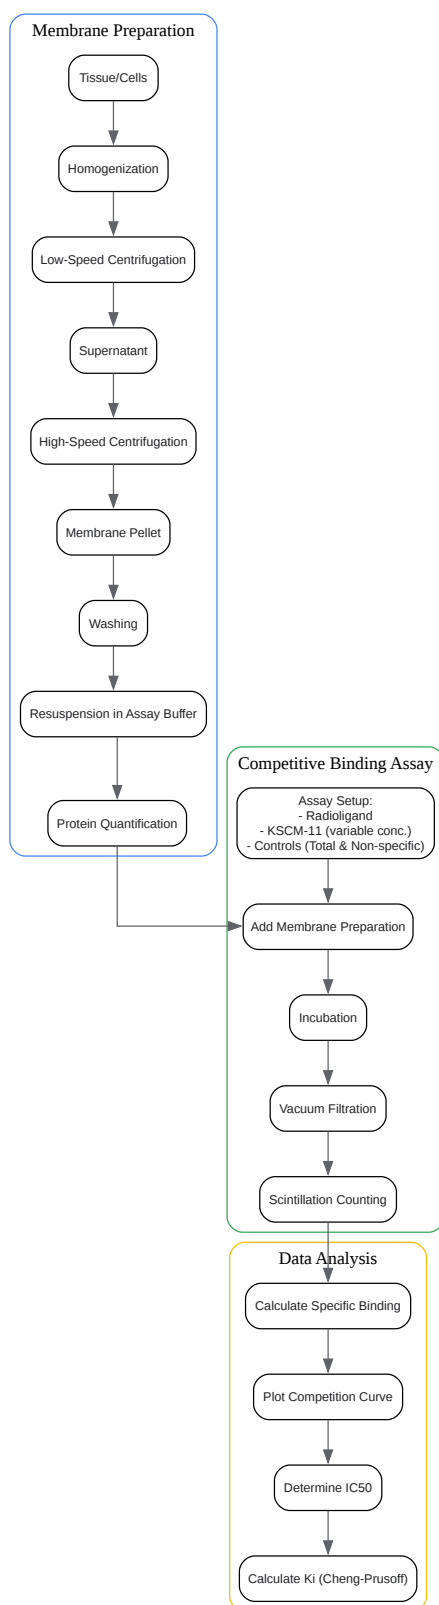 Membrane Preparation
Tissue/Cells
Homogenization
Low-Speed Centrifugation
Supernatant
High-Speed Centrifugation
Membrane Pellet
Washing
Resuspension in Assay Buffer
Protein Quantification
Competitive Binding Assay
Assay Setup:
- Radioligand
- KSCM-11 (variable conc.)
- Controls (Total & Non-specific)
Add Membrane Preparation
Incubation
Vacuum Filtration
Scintillation Counting
Data Analysis
Calculate Specific Binding
Plot Competition Curve
Determine IC50
Calculate Ki (Cheng-Prusoff)